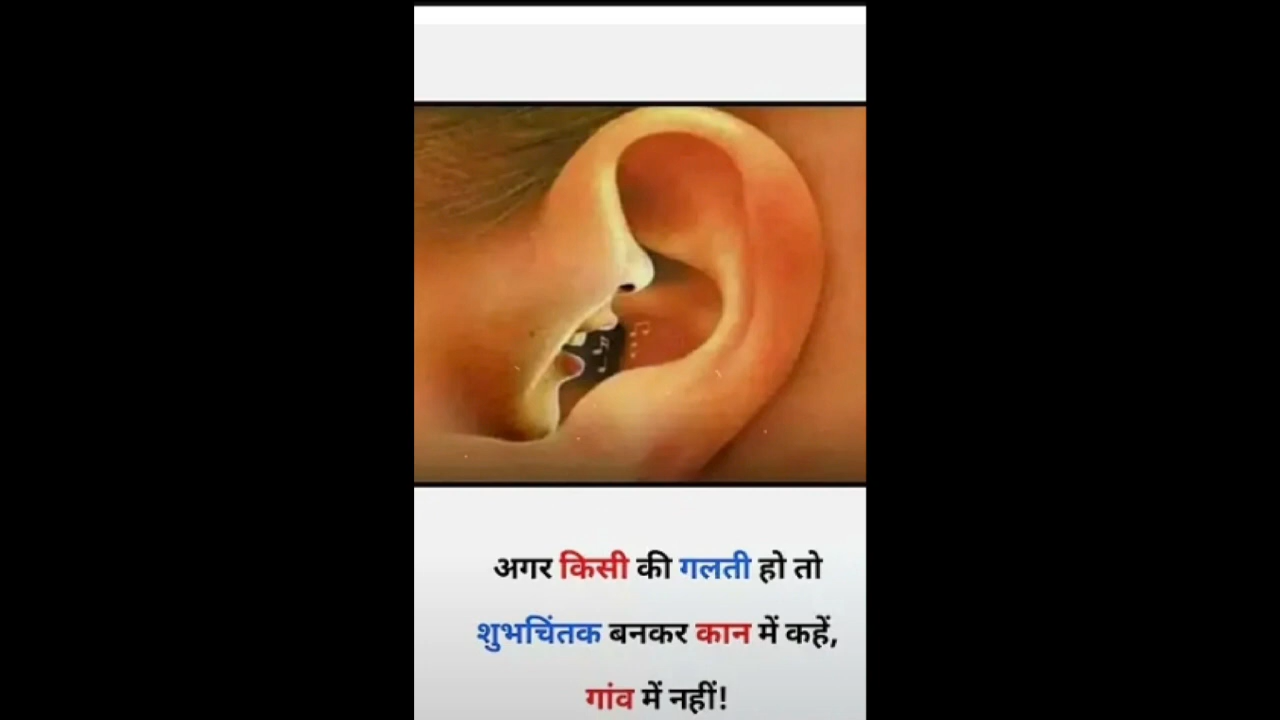 अगर किसी की गलती हो तो
शुभचिंतक बनकर कान में कहें,
गांव में नहीं!